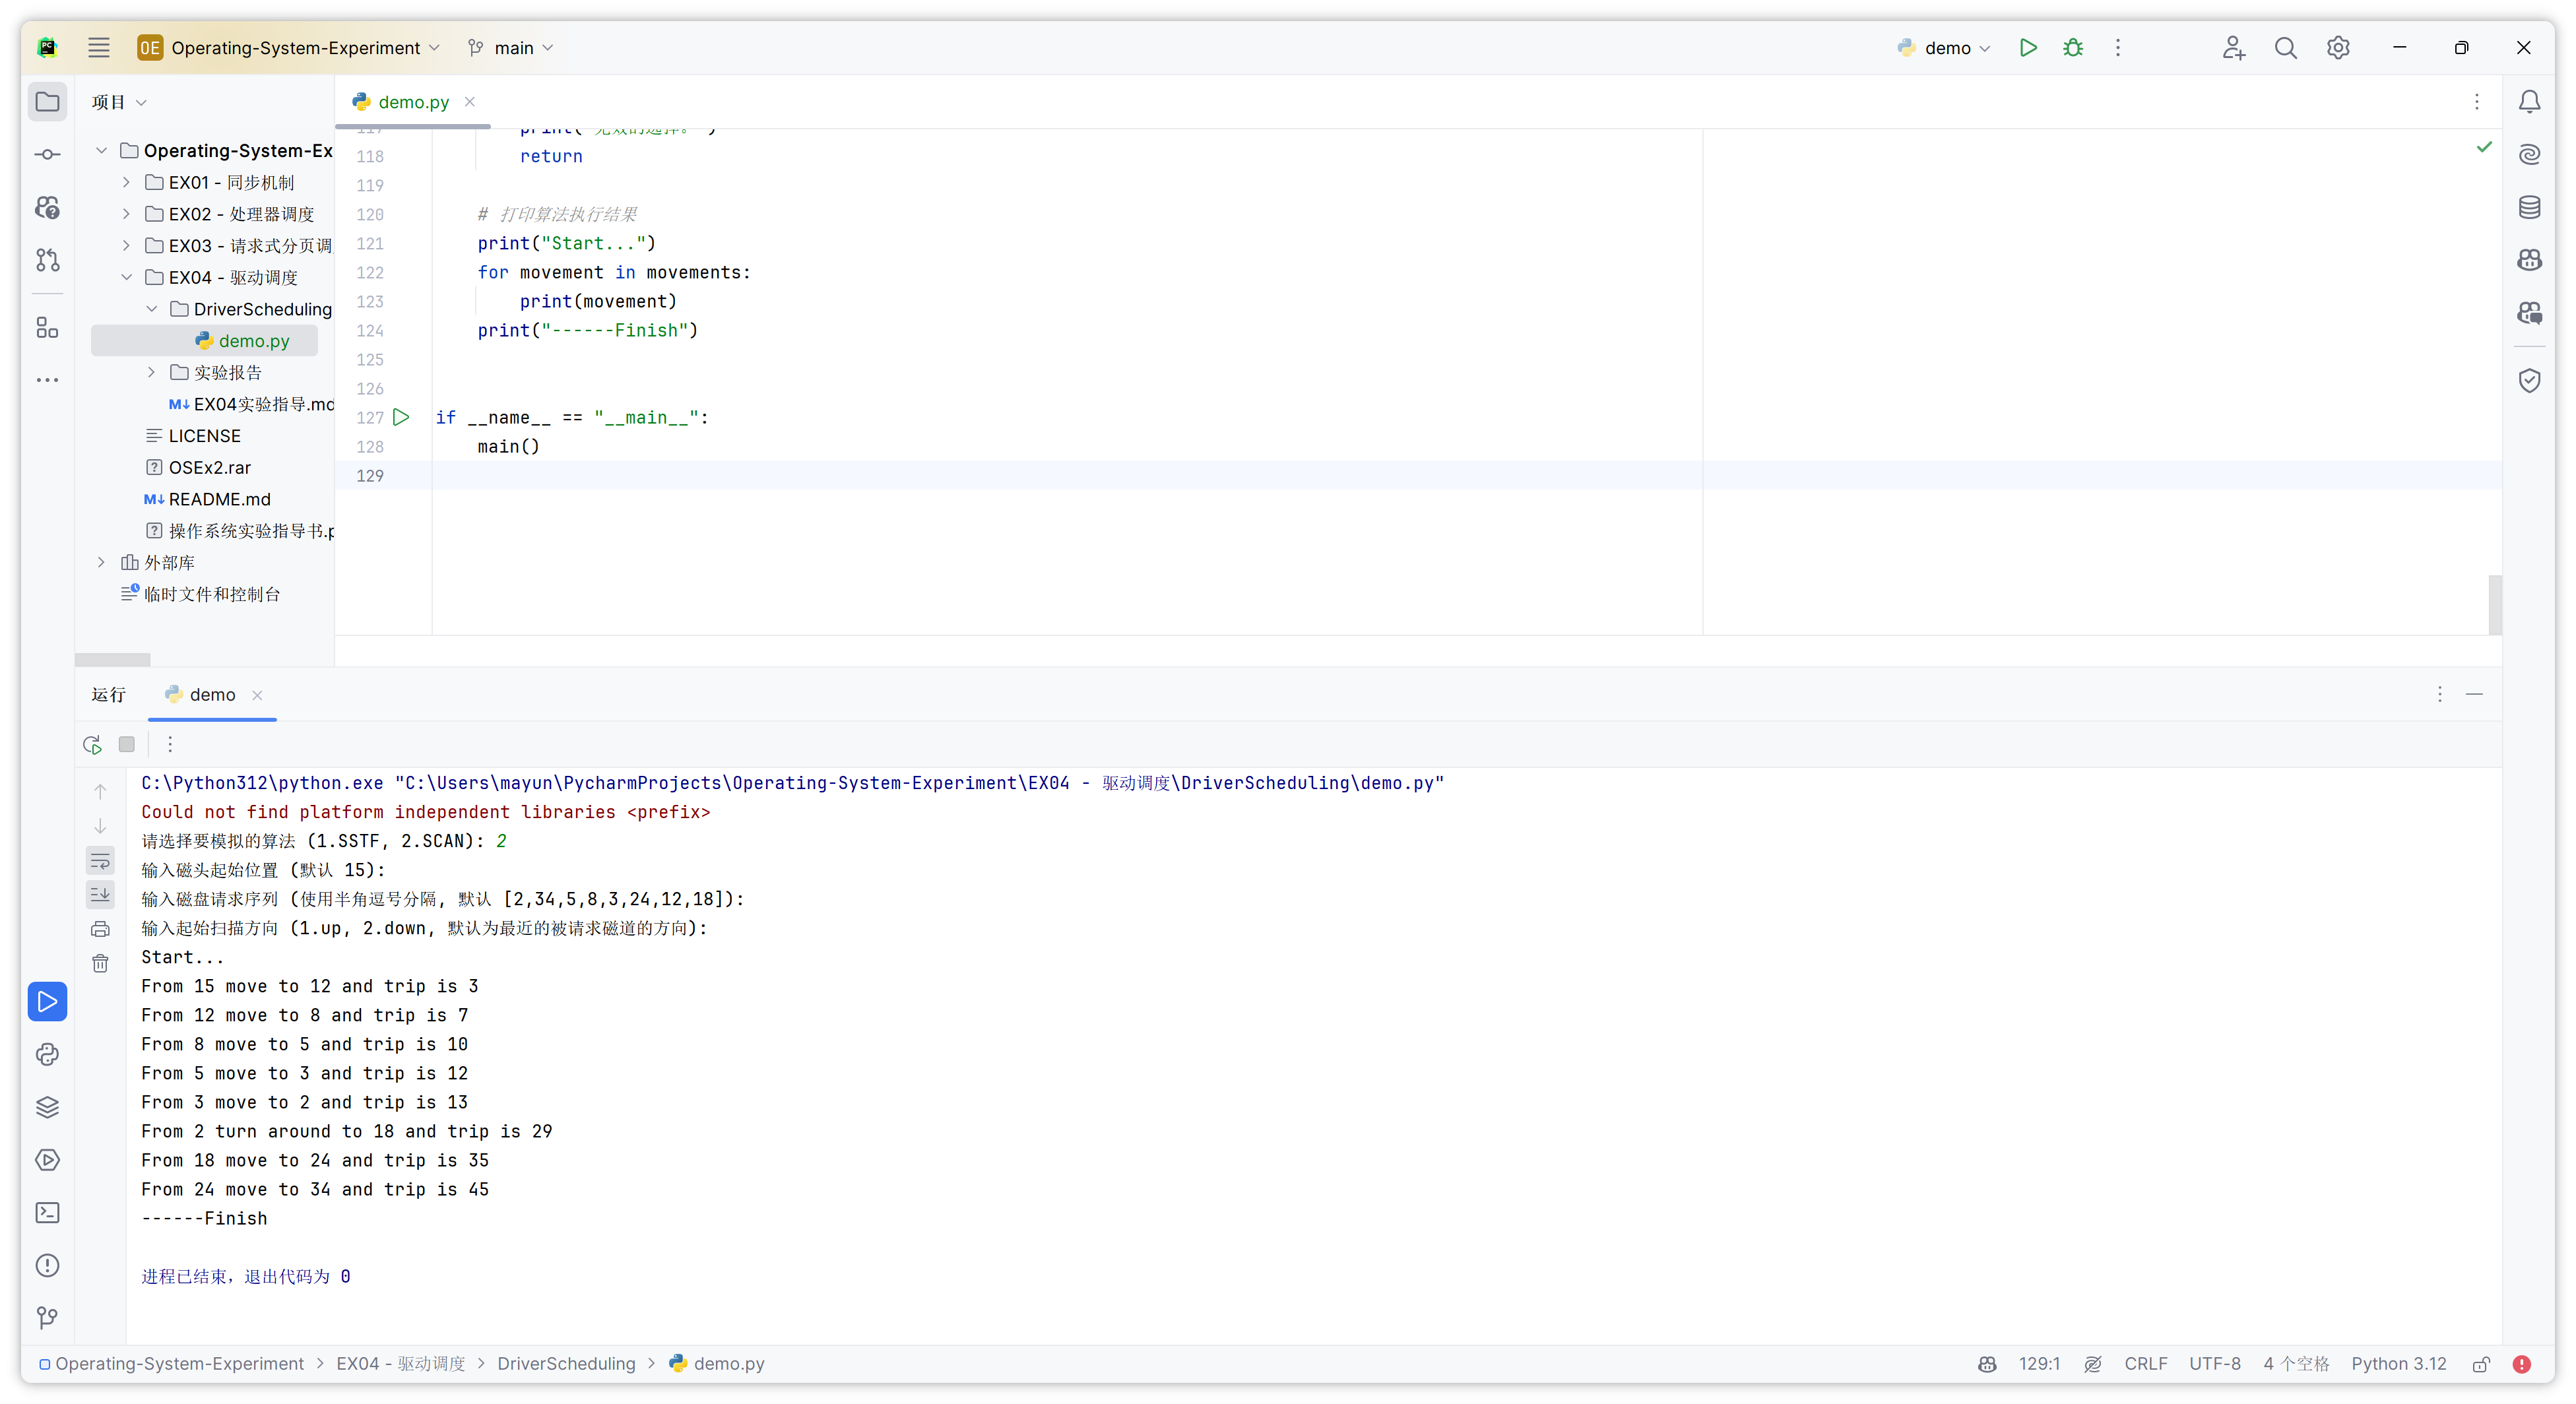 OE Operating-System-Experiment main demo
项目
demo.py
Operating-System-Ex
EX01 - 同步机制
EX02 - 处理器调度
EX03 - 请求式分页调
EX04 - 驱动调度
DriverScheduling
demo.py
实验报告
EX04实验指导.md
LICENSE
OSEx2.rar
README.md
操作系统实验指导书.p
外部库
临时文件和控制台
118 return
119
120 # 打印算法执行结果
121 print("Start...")
122 for movement in movements:
123 print(movement)
124 print("------Finish")
125
126
127 if __name__ == "__main__":
128 main()
129
运行 demo
C:\Python312\python.exe "C:\Users\mayun\PycharmProjects\Operating-System-Experiment\EX04 - 驱动调度\DriverScheduling\demo.py"
Could not find platform independent libraries <prefix>
请选择要模拟的算法 (1.SSTF, 2.SCAN): 2
输入磁头起始位置 (默认 15):
输入磁盘请求序列 (使用半角逗号分隔, 默认 [2,34,5,8,3,24,12,18]):
输入起始扫描方向 (1.up, 2.down, 默认为最近的被请求磁道的方向):
Start...
From 15 move to 12 and trip is 3
From 12 move to 8 and trip is 7
From 8 move to 5 and trip is 10
From 5 move to 3 and trip is 12
From 3 move to 2 and trip is 13
From 2 turn around to 18 and trip is 29
From 18 move to 24 and trip is 35
From 24 move to 34 and trip is 45
------Finish
进程已结束，退出代码为 0
Operating-System-Experiment > EX04 - 驱动调度 > DriverScheduling > demo.py 129:1 CRLF UTF-8 4 个空格 Python 3.12